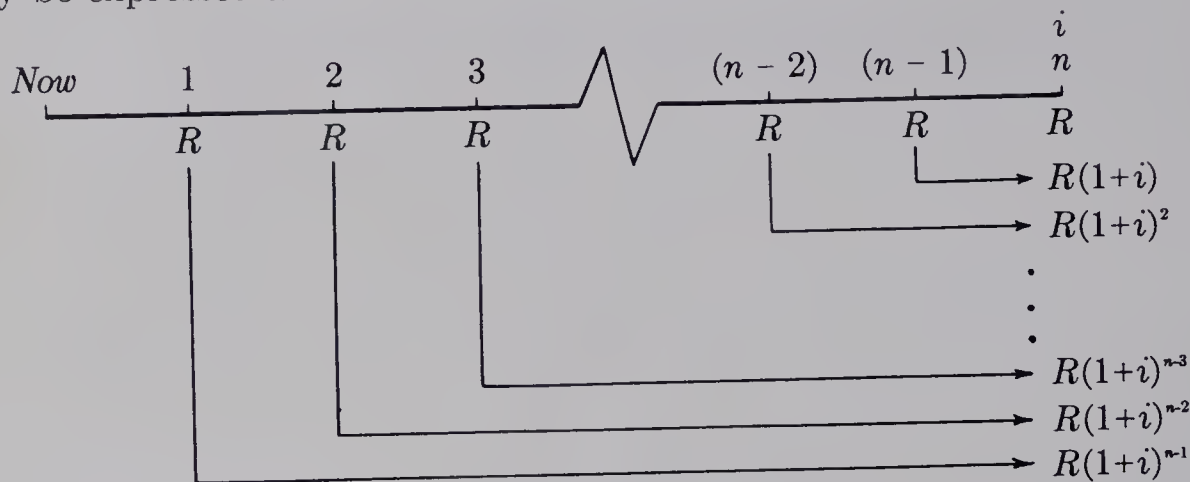 i
Now 1 2 3 (n - 2) (n - 1) n
R R R R R R
R(1+i)
R(1+i)²
R(1+i)ⁿ⁻³
R(1+i)ⁿ⁻²
R(1+i)ⁿ⁻¹